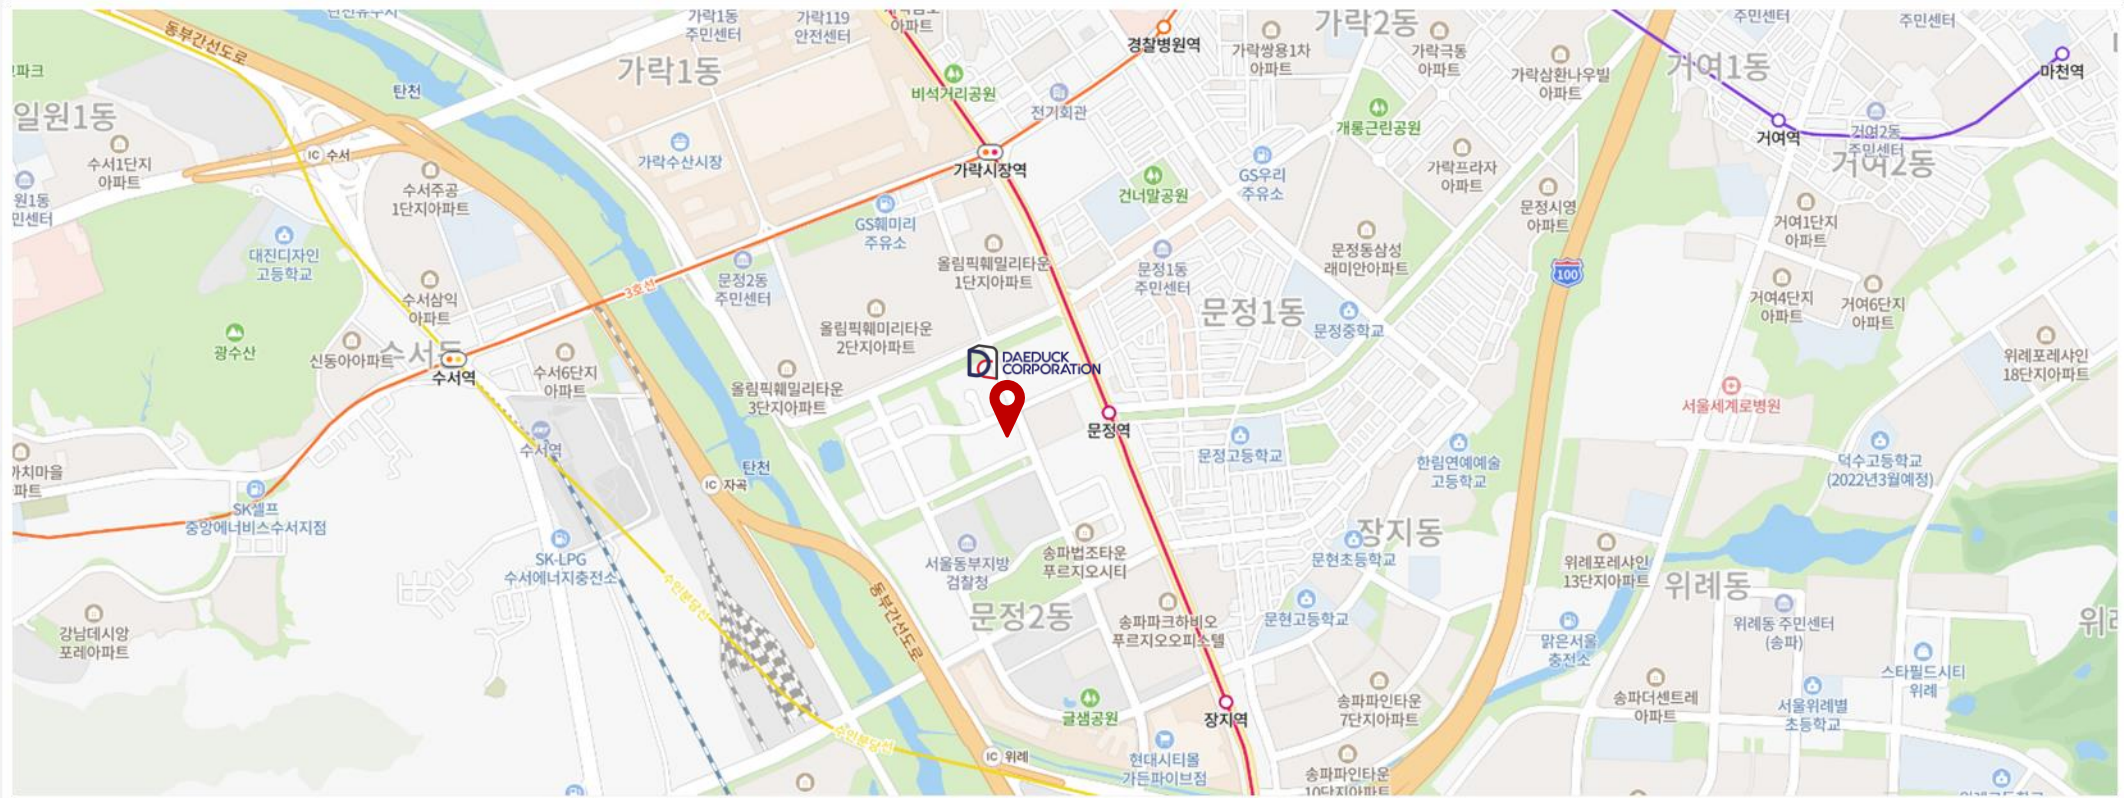 동부간선도로
가락1동
주민센터
가락119
안전센터
아파트
경찰병원역
가락쌍용1차
아파트
가락2동
가락극동
아파트
가락삼환나우빌
아파트
주민센터
주민센터
거여1동
마천역
파크
탄천
가락1동
비석거리공원
전기회관
개롱근린공원
일원1동
거여역
거여2동
주민센터
거여2동
수서1단지
아파트
IC 수서
가락수산시장
가락시장역
수서주공
1단지아파트
건너말공원
GS우리
주유소
가락프라자
아파트
문정시영
아파트
원1동
민센터
GS훼미리
주유소
거여1단지
아파트
대진디자인
고등학교
문정2동
주민센터
올림픽훼밀리타운
1단지아파트
문정1동
주민센터
문정동삼성
래미안아파트
100
3호선
수서삼익
아파트
거여4단지
아파트
거여6단지
아파트
올림픽훼미리타운
2단지아파트
문정1동
문정중학교
광수산
신동아아파트
수서동
수서역
수서6단지
아파트
올림픽훼밀리타운
3단지아파트
DAEDUCK
CORPORATION
위례포레샤인
18단지아파트
서울세계로병원
문정역
수서역
탄천
문정고등학교
한림연예예술
고등학교
덕수고등학교
(2022년3월예정)
까치마을
아파트
IC 자곡
SK셀프
중앙에너비스수서지점
SK-LPG
수서에너지충전소
서울동부지방
검찰청
송파법조타운
푸르지오시티
장지동
문현초등학교
위례포레샤인
13단지아파트
위례동
수인분당선
동부간선도로
문정2동
송파파크하비오
푸르지오오피스텔
문현고등학교
맑은서울
충전소
위례동 주민센터
(송파)
강남데시앙
포레아파트
스타필드시티
위례
글샘공원
장지역
송파파인타운
7단지아파트
송파더센트레
아파트
서울위례별
초등학교
수인분당선
IC 위례
현대시티몰
가든파이브점
송파파인타운
10단지아파트